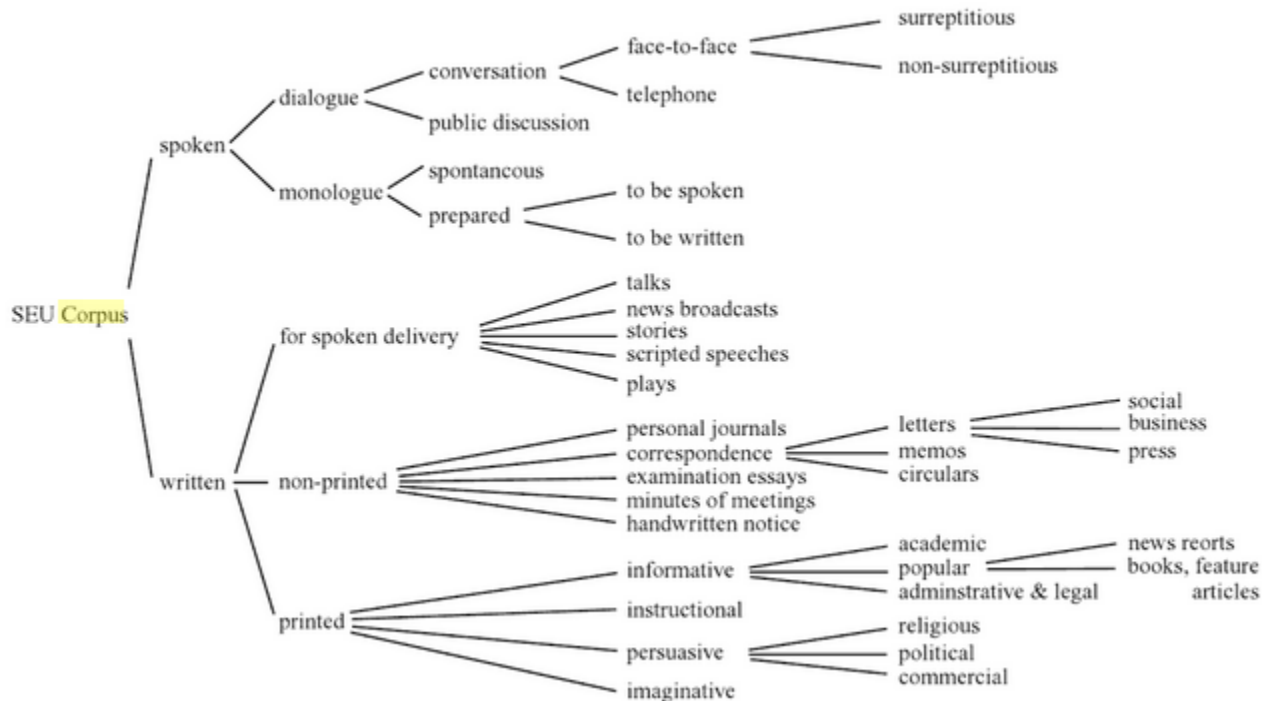 surreptitious
face-to-face
non-surreptitious
conversation
telephone
dialogue
public discussion
spoken
spontancous
monologue
to be spoken
prepared
to be written
SEU Corpus
talks
news broadcasts
for spoken delivery
stories
scripted speeches
plays
social
personal journals
letters
business
correspondence
memos
press
written
non-printed
examination essays
circulars
minutes of meetings
handwritten notice
academic
news reorts
informative
popular
books, feature
adminstrative & legal
articles
instructional
printed
religious
persuasive
political
commercial
imaginative